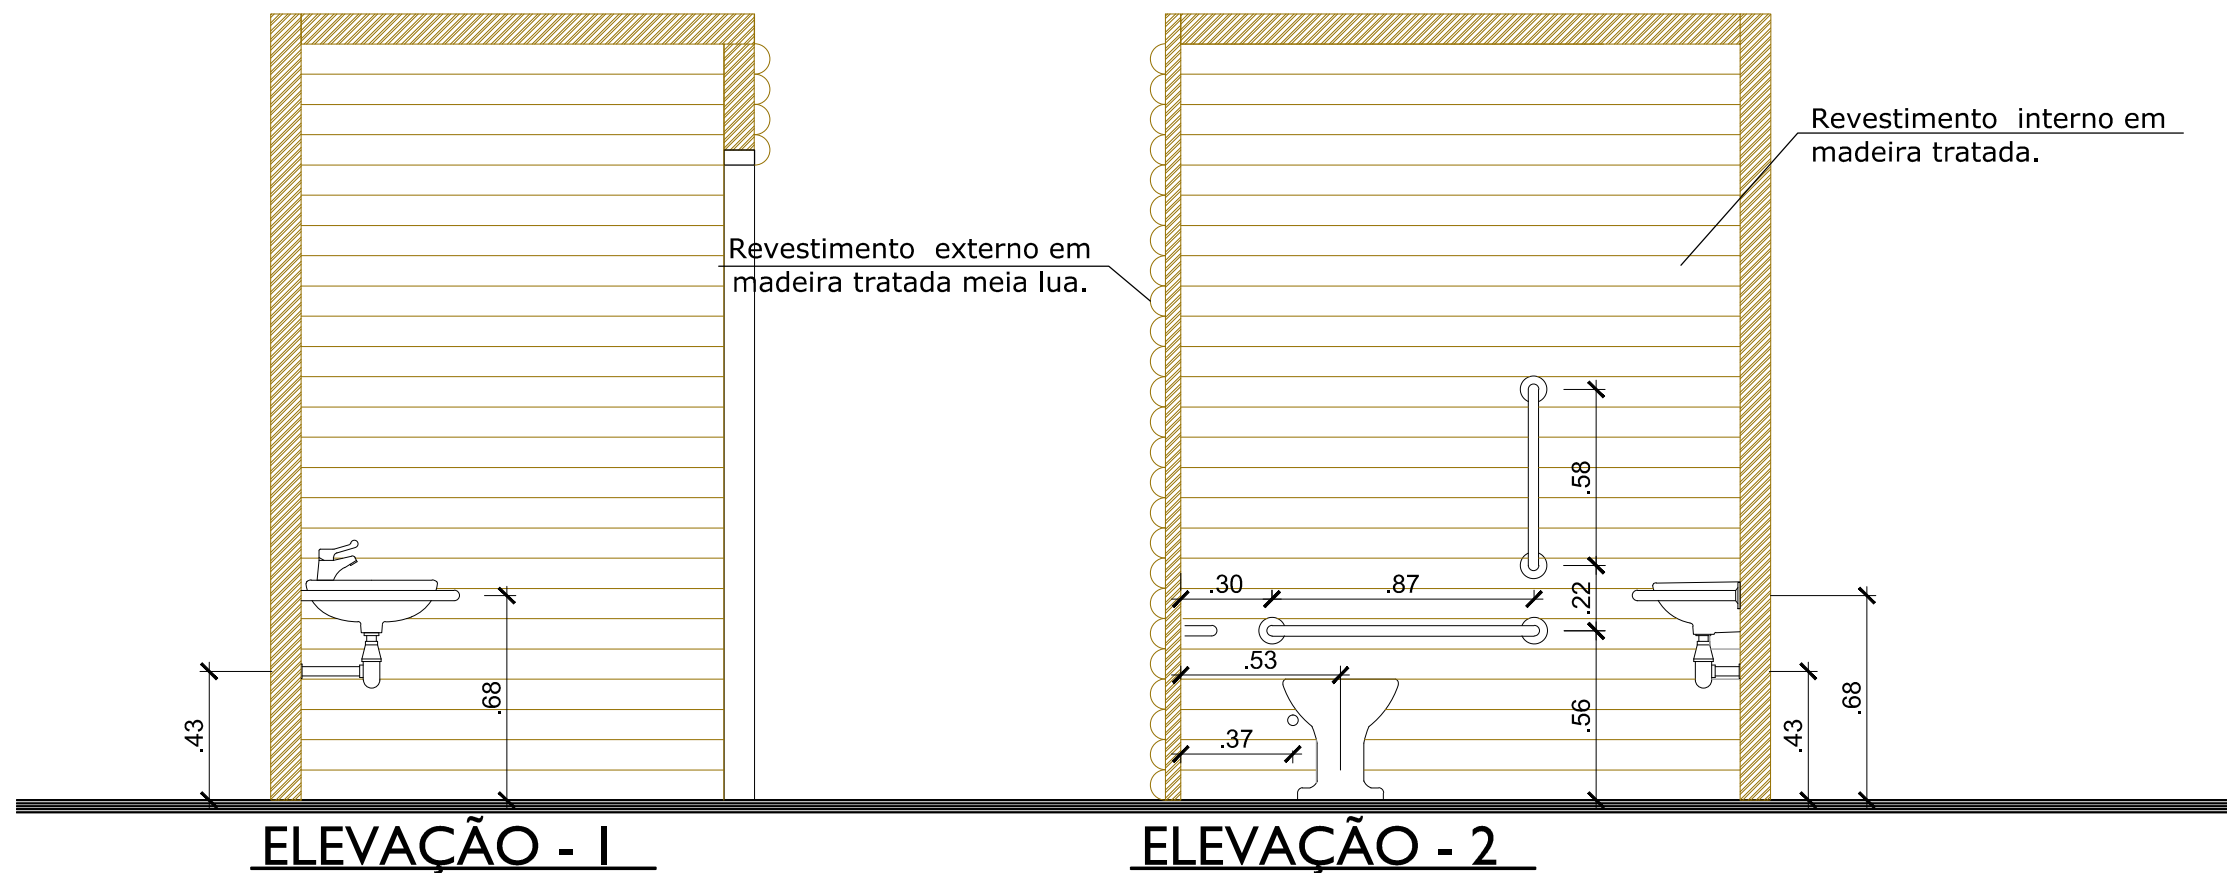 Revestimento interno em
madeira tratada.
Revestimento externo em
madeira tratada meia lua.
.58
.30
.87
.22
.53
.68
.56
.68
.43
.37
.43
ELEVAÇÃO - 1
ELEVAÇÃO - 2